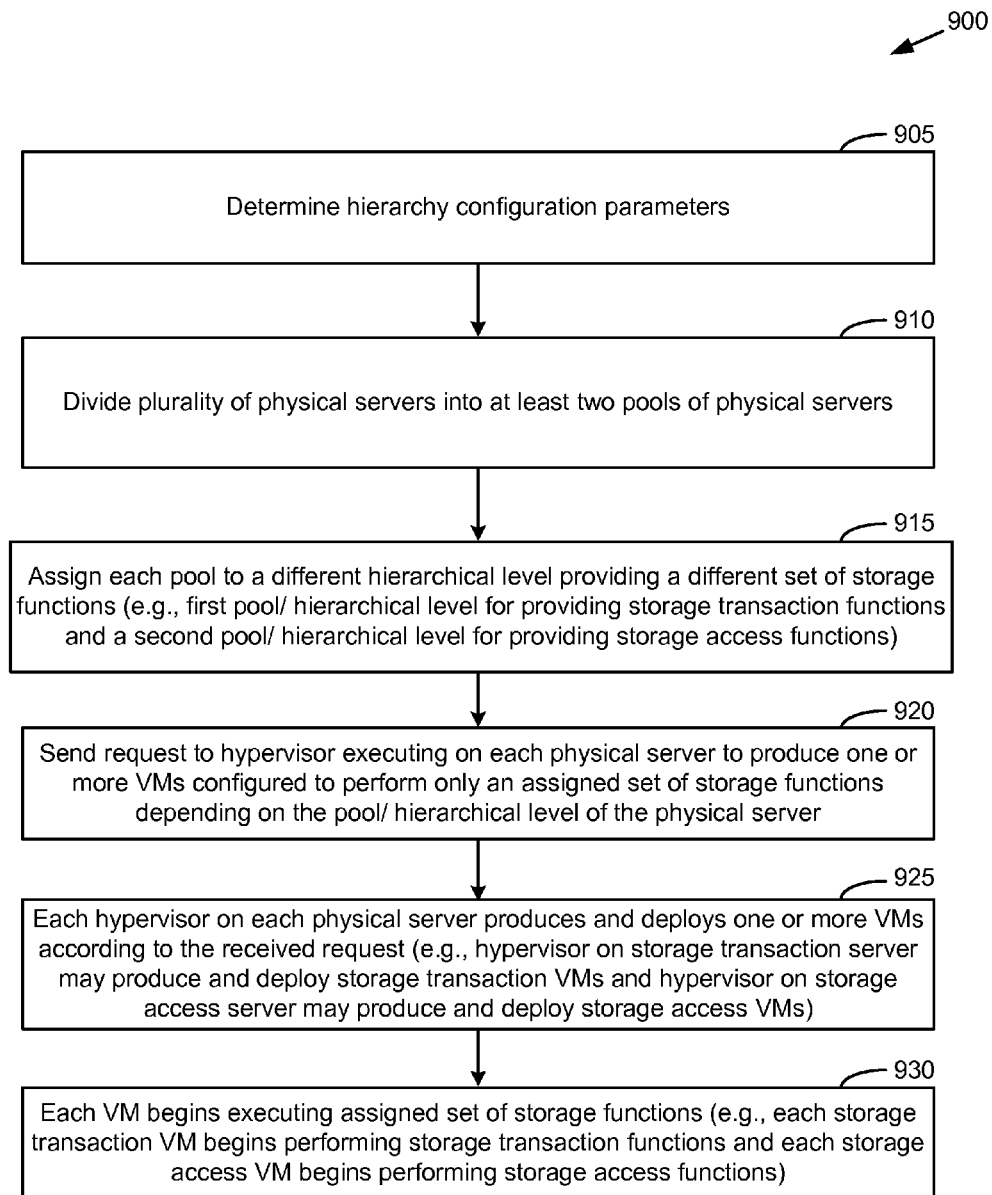 900
905
Determine hierarchy configuration parameters
910
Divide plurality of physical servers into at least two pools of physical servers
915
Assign each pool to a different hierarchical level providing a different set of storage
functions (e.g., first pool/ hierarchical level for providing storage transaction functions
and a second pool/ hierarchical level for providing storage access functions)
920
Send request to hypervisor executing on each physical server to produce one or
more VMs configured to perform only an assigned set of storage functions
depending on the pool/ hierarchical level of the physical server
925
Each hypervisor on each physical server produces and deploys one or more VMs
according to the received request (e.g., hypervisor on storage transaction server
may produce and deploy storage transaction VMs and hypervisor on storage
access server may produce and deploy storage access VMs)
930
Each VM begins executing assigned set of storage functions (e.g., each storage
transaction VM begins performing storage transaction functions and each storage
access VM begins performing storage access functions)